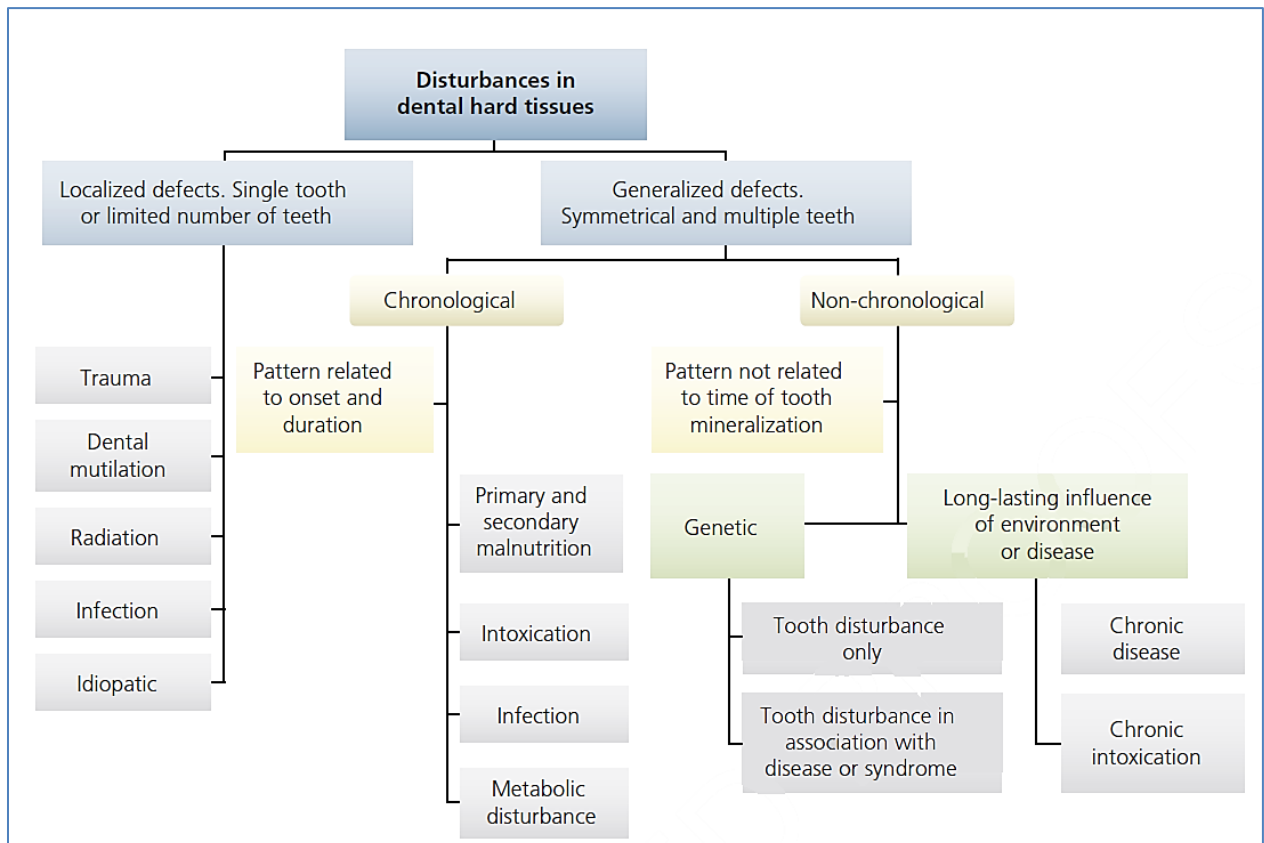 Disturbances in
dental hard tissues
Localized defects. Single tooth
or limited number of teeth
Generalized defects.
Symmetrical and multiple teeth
Chronological
Non-chronological
Trauma
Dental
mutilation
Radiation
Infection
Idiopatic
Pattern related
to onset and
duration
Primary and
secondary
malnutrition
Intoxication
Infection
Metabolic
disturbance
Pattern not related
to time of tooth
mineralization
Genetic
Long-lasting influence
of environment
or disease
Tooth disturbance
only
Tooth disturbance in
association with
disease or syndrome
Chronic
disease
Chronic
intoxication